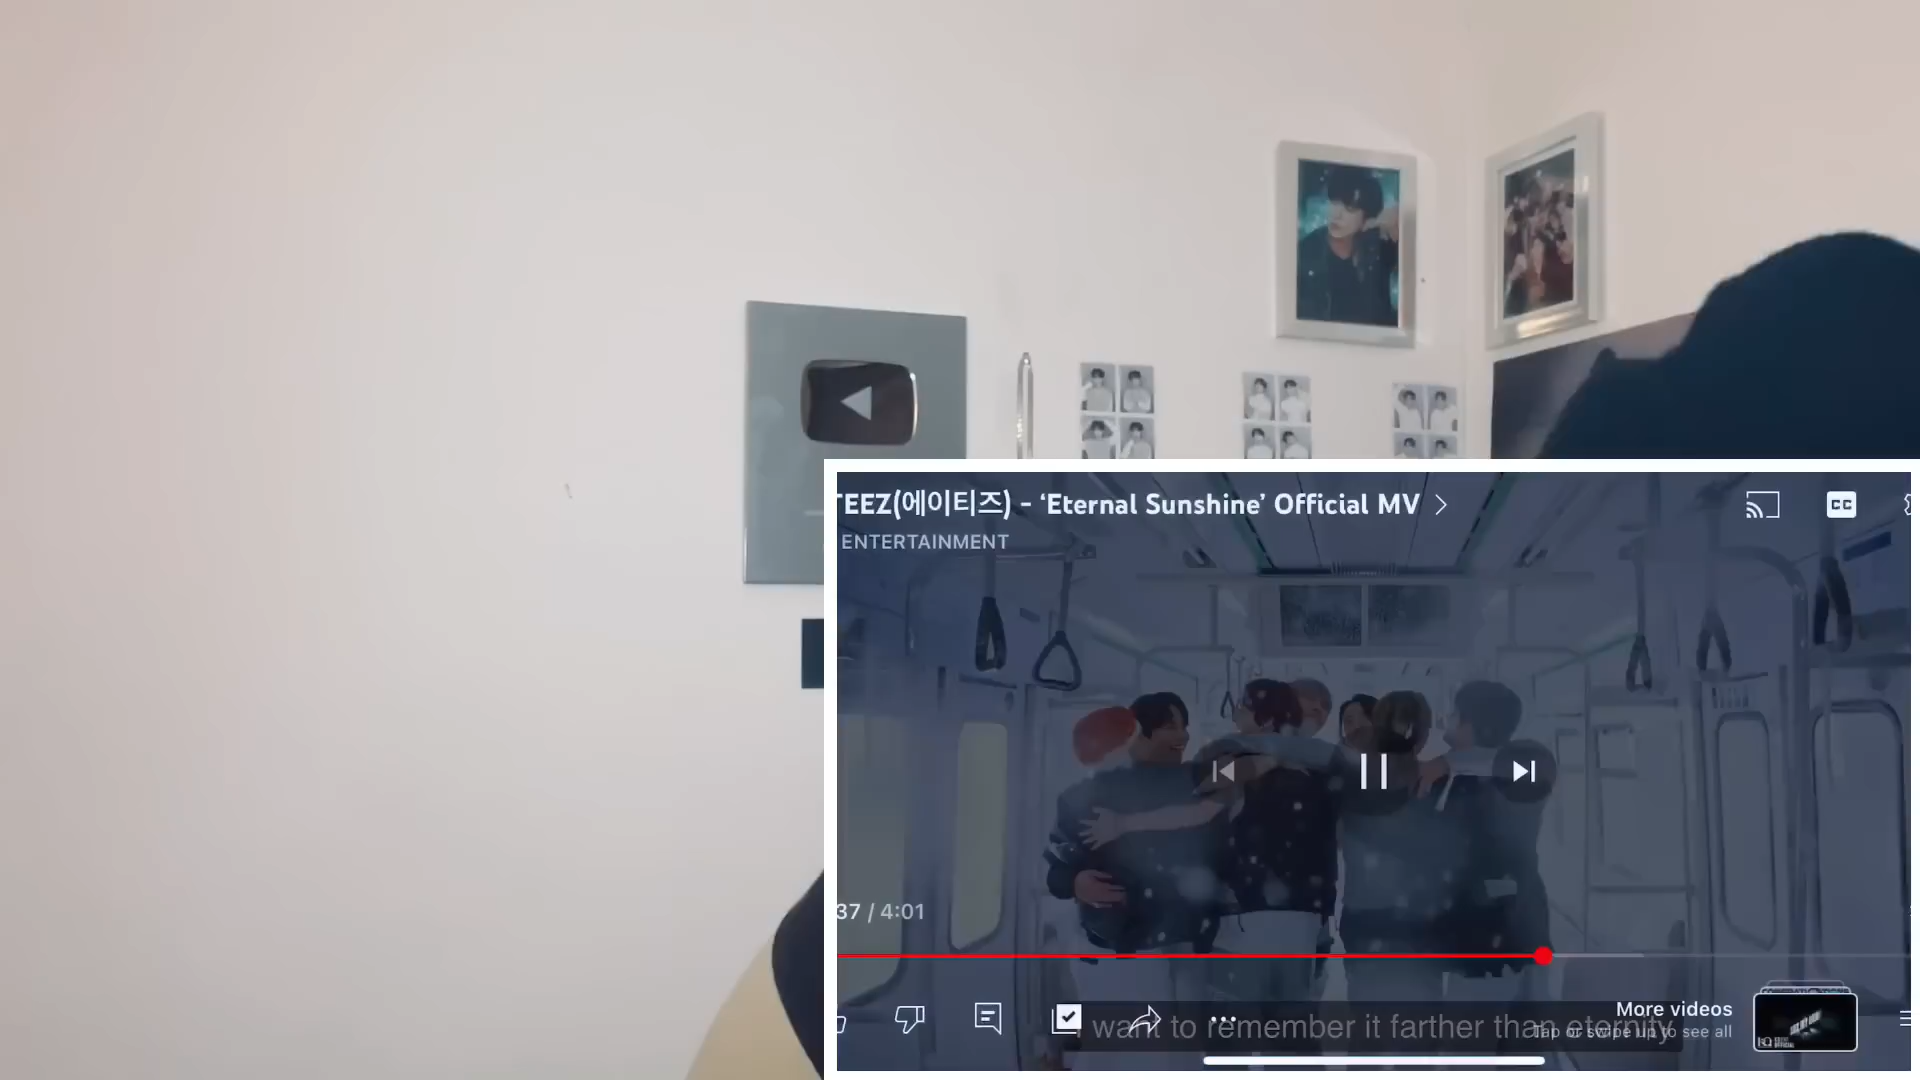 TEEZ(에이티즈) - ‘Eternal Sunshine’ Official MV
CC
ENTERTAINMENT
37 / 4:01
want to remember it farther than eternity
More videos
Tap or swipe up to see all